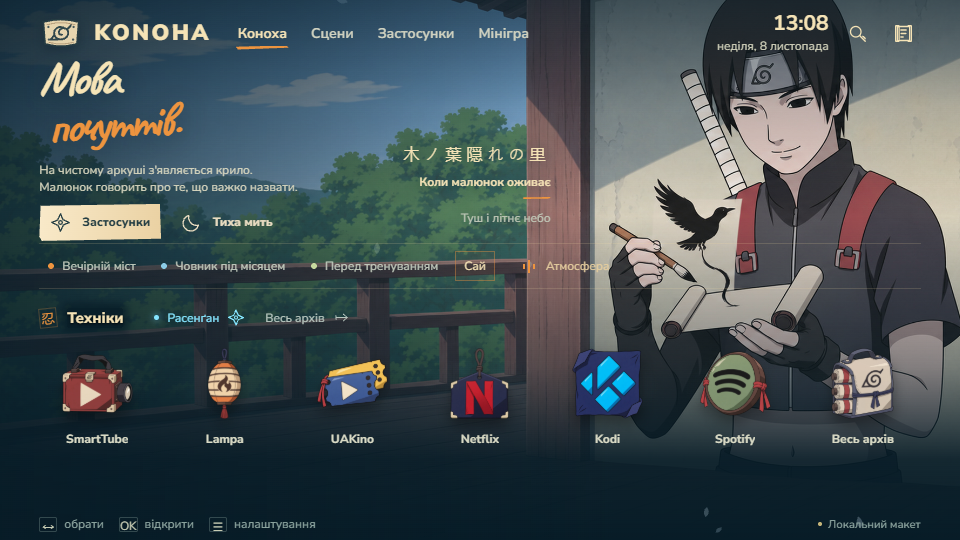 KONOHA
Коноха
Сцени
Застосунки
Мінігра
13:08
неділя, 8 листопада
Мова
почуттів.
На чистому аркуші з'являється крило.
Малюнок говорить про те, що важко назвати.
木ノ葉隠れの里
Коли малюнок оживає
Туш і літнє небо
Застосунки
Тиха мить
Вечірній міст
Човник під місяцем
Перед тренуванням
Сай
Атмосфера
忍 Техніки
Расенган
Весь архів
N
SmartTube
Lampa
UAKino
Netflix
Kodi
Spotify
Весь архів
обрати
OK відкрити
налаштування
Локальний макет